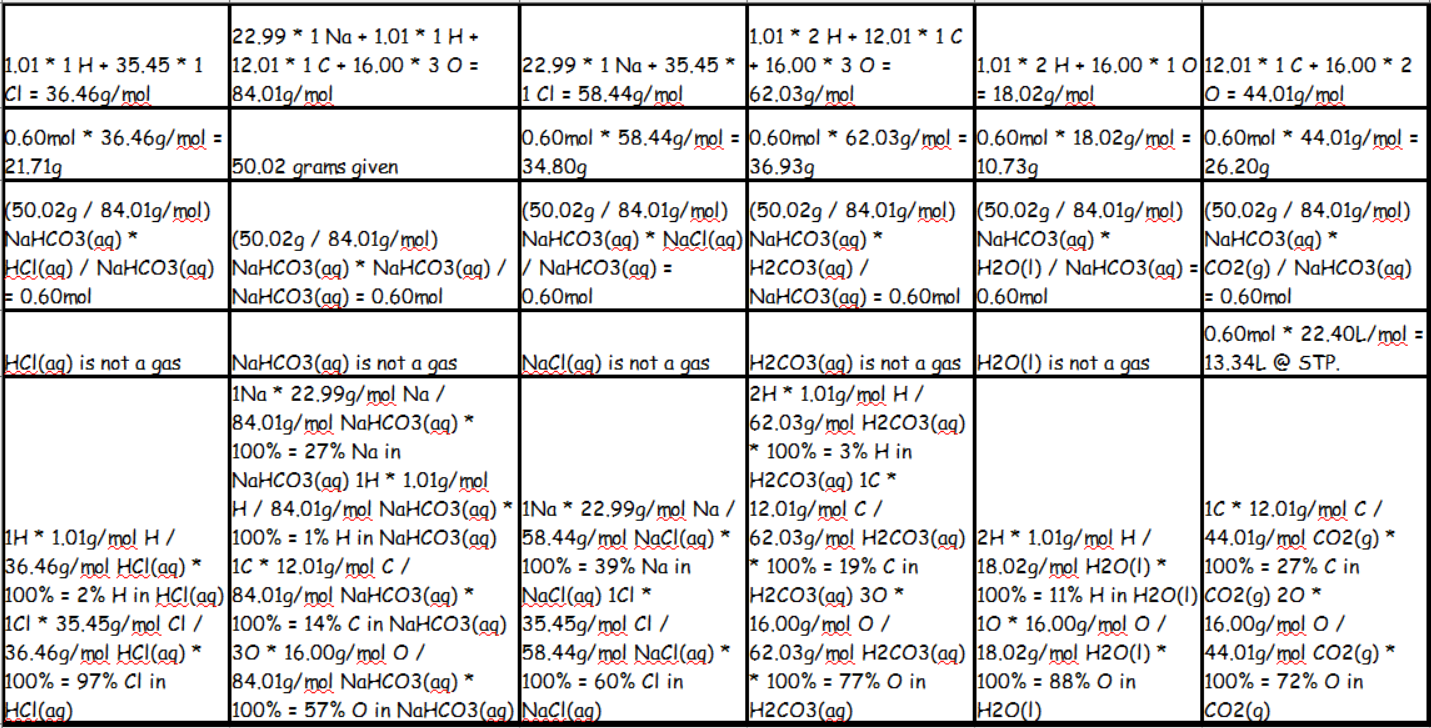 1.01 * 1 H + 35.45 * 1
Cl = 36.46g/mol
22.99 * 1 Na + 1.01 * 1 H +
12.01 * 1 C + 16.00 * 3 O =
84.01g/mol
22.99 * 1 Na + 35.45 *
1 Cl = 58.44g/mol
1.01 * 2 H + 12.01 * 1 C
+ 16.00 * 3 O =
62.03g/mol
1.01 * 2 H + 16.00 * 1 O
= 18.02g/mol
12.01 * 1 C + 16.00 * 2
O = 44.01g/mol
0.60mol * 36.46g/mol =
21.71g
50.02 grams given
0.60mol * 58.44g/mol =
34.80g
0.60mol * 62.03g/mol =
36.93g
0.60mol * 18.02g/mol =
10.73g
0.60mol * 44.01g/mol =
26.20g
(50.02g / 84.01g/mol)
NaHCO3(aq) *
HCl(aq) / NaHCO3(aq)
= 0.60mol
(50.02g / 84.01g/mol)
NaHCO3(aq) * NaHCO3(aq) /
NaHCO3(aq) = 0.60mol
(50.02g / 84.01g/mol)
NaHCO3(aq) * NaCl(aq)
/ NaHCO3(aq) =
0.60mol
(50.02g / 84.01g/mol)
NaHCO3(aq) *
H2CO3(aq) /
NaHCO3(aq) = 0.60mol
(50.02g / 84.01g/mol)
NaHCO3(aq) *
H2O(l) / NaHCO3(aq) =
0.60mol
(50.02g / 84.01g/mol)
NaHCO3(aq) *
CO2(g) / NaHCO3(aq)
= 0.60mol
HCl(aq) is not a gas
NaHCO3(aq) is not a gas
NaCl(aq) is not a gas
H2CO3(aq) is not a gas
H2O(l) is not a gas
0.60mol * 22.40L/mol =
13.34L @ STP.
1H * 1.01g/mol H /
36.46g/mol HCl(aq) *
100% = 2% H in HCl(aq)
1Cl * 35.45g/mol Cl /
36.46g/mol HCl(aq) *
100% = 97% Cl in
HCl(aq)
1Na * 22.99g/mol Na /
84.01g/mol NaHCO3(aq) *
100% = 27% Na in
NaHCO3(aq) 1H * 1.01g/mol
H / 84.01g/mol NaHCO3(aq) *
100% = 1% H in NaHCO3(aq)
1C * 12.01g/mol C /
84.01g/mol NaHCO3(aq) *
100% = 14% C in NaHCO3(aq)
3O * 16.00g/mol O /
84.01g/mol NaHCO3(aq) *
100% = 57% O in NaHCO3(aq)
1Na * 22.99g/mol Na /
58.44g/mol NaCl(aq) *
100% = 39% Na in
NaCl(aq) 1Cl *
35.45g/mol Cl /
58.44g/mol NaCl(aq) *
100% = 60% Cl in
NaCl(aq)
2H * 1.01g/mol H /
62.03g/mol H2CO3(aq)
* 100% = 3% H in
H2CO3(aq) 1C *
12.01g/mol C /
62.03g/mol H2CO3(aq)
* 100% = 19% C in
H2CO3(aq) 3O *
16.00g/mol O /
62.03g/mol H2CO3(aq)
* 100% = 77% O in
H2CO3(aq)
2H * 1.01g/mol H /
18.02g/mol H2O(l) *
100% = 11% H in H2O(l)
1O * 16.00g/mol O /
18.02g/mol H2O(l) *
100% = 88% O in
H2O(l)
1C * 12.01g/mol C /
44.01g/mol CO2(g) *
100% = 27% C in
CO2(g) 2O *
16.00g/mol O /
44.01g/mol CO2(g) *
100% = 72% O in
CO2(g)